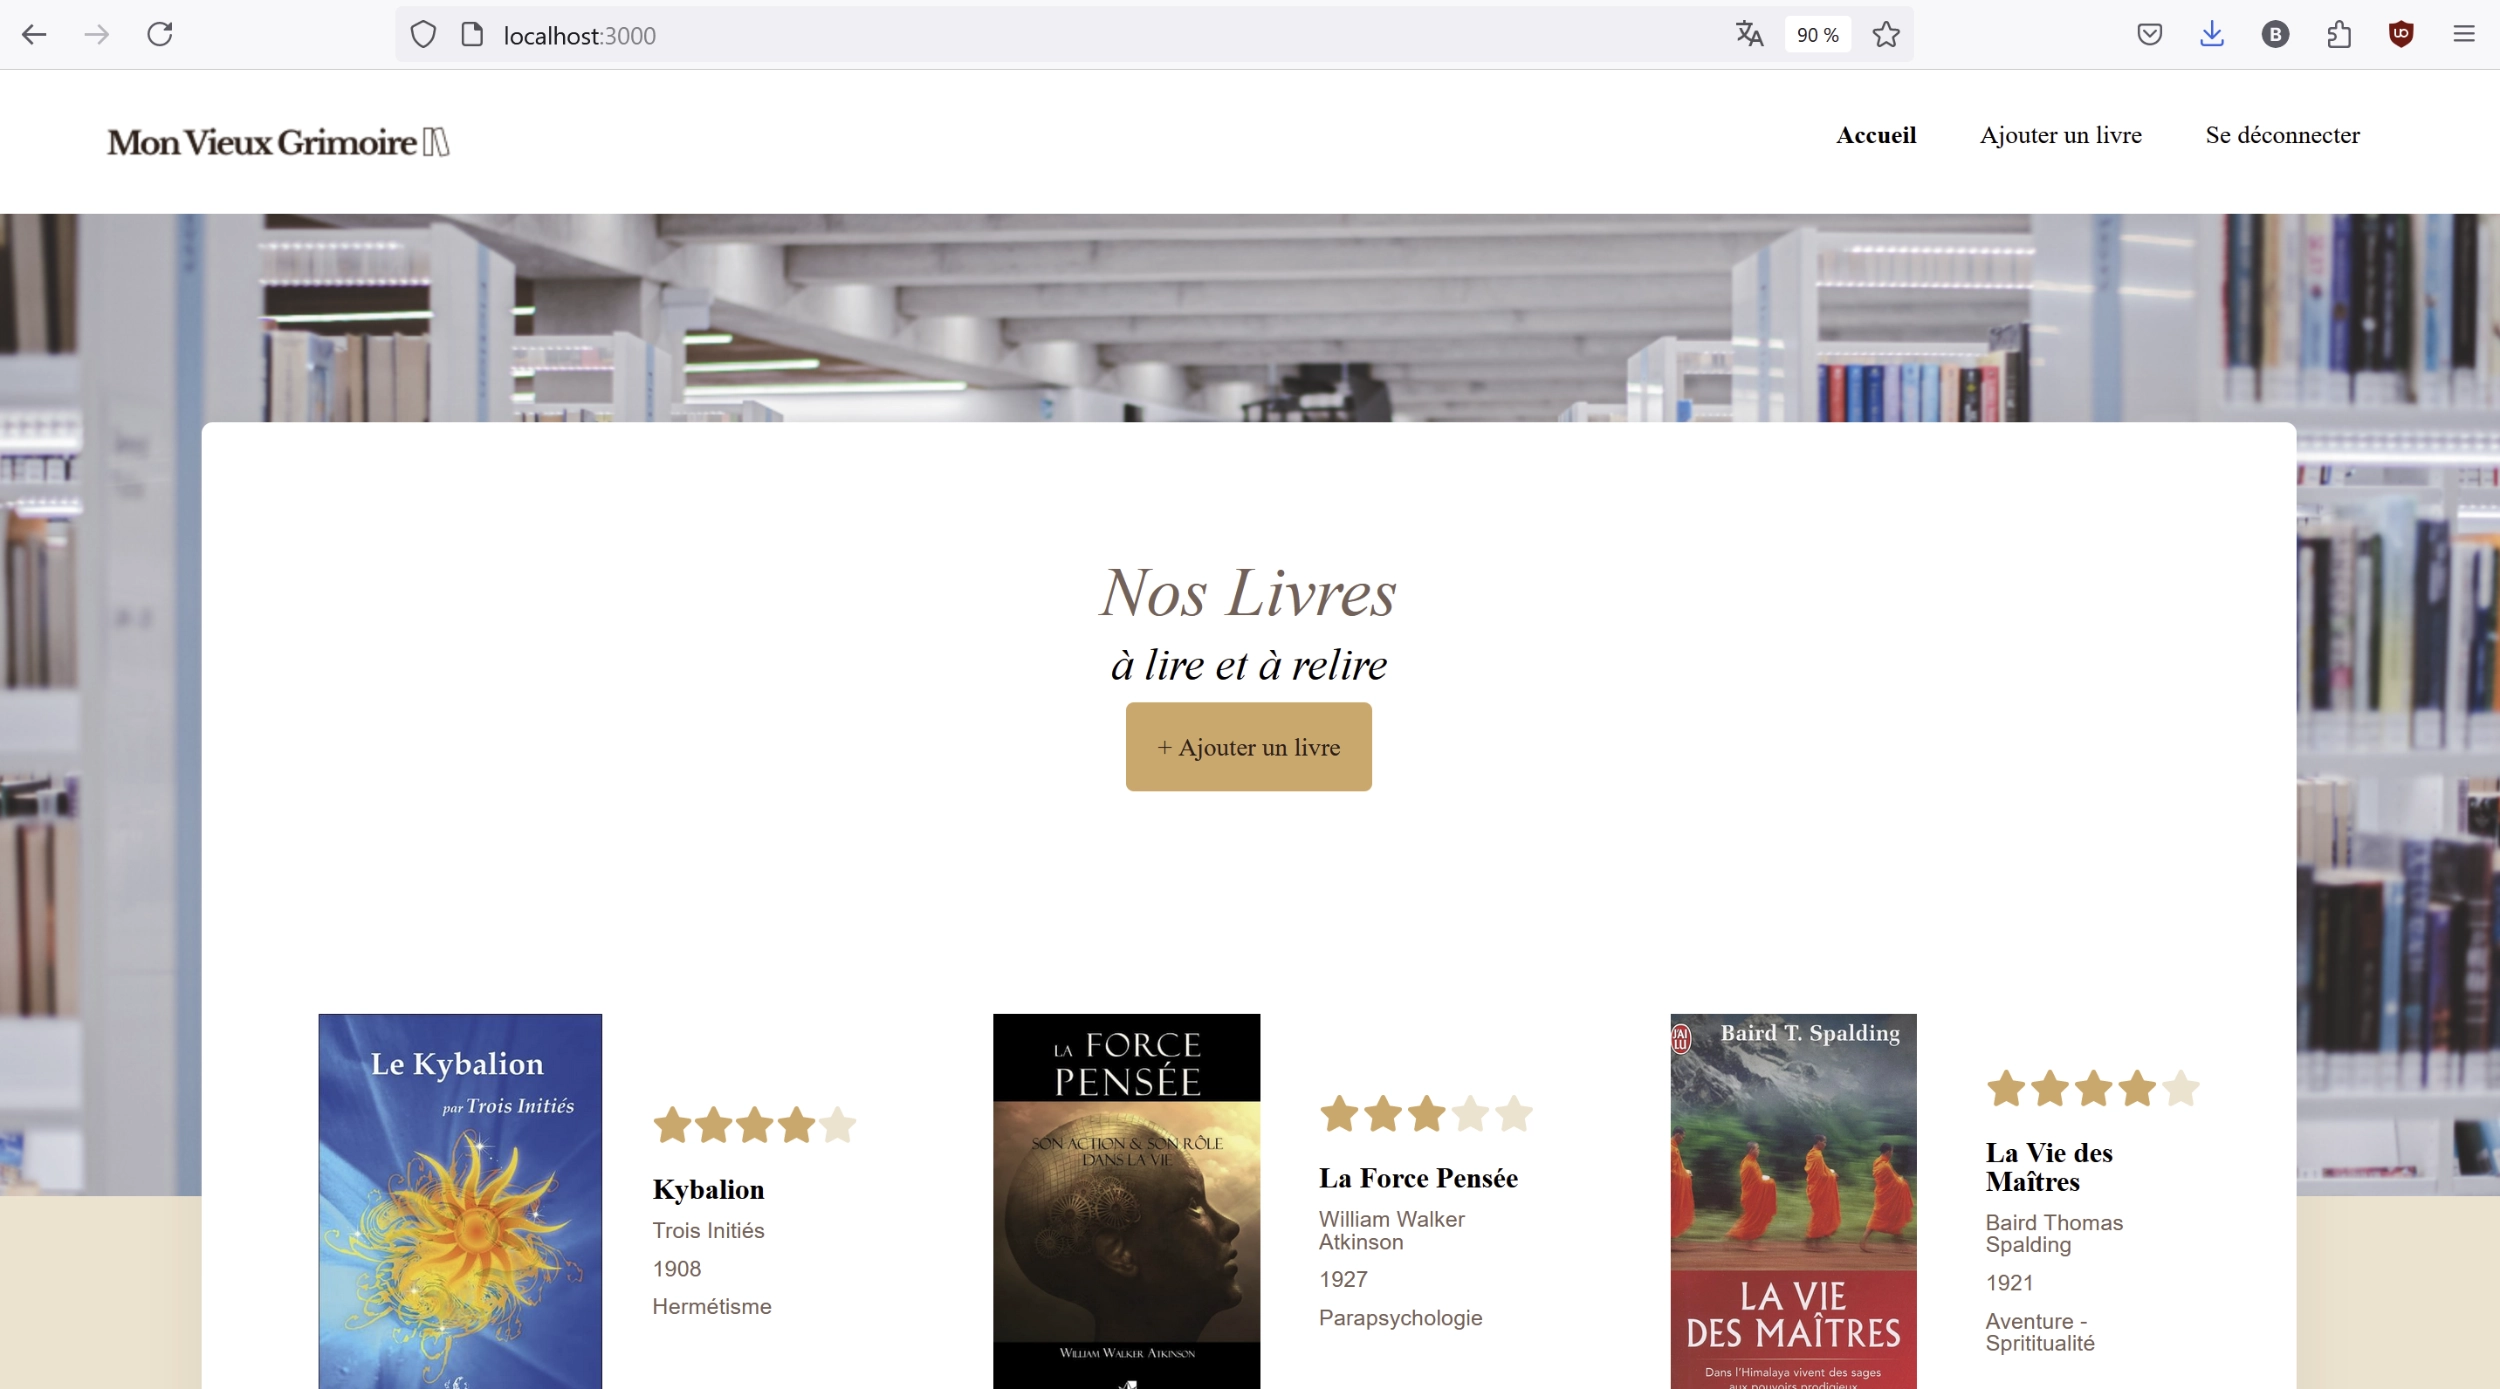 localhost:3000
90 %
Mon Vieux Grimoire
Accueil
Ajouter un livre
Se déconnecter
Nos Livres
à lire et à relire
+ Ajouter un livre
Le Kybalion
par Trois Initiés
Kybalion
Trois Initiés
1908
Hermétisme
LA FORCE
PENSÉE
SON ACTION & SON RÔLE
DANS LA VIE
WILLIAM WALKER ATKINSON
La Force Pensée
William Walker
Atkinson
1927
Parapsychologie
J'AI
LU
Baird T. Spalding
LA VIE
DES MAÎTRES
Dans l'Himalaya vivent des sages
aux pouvoirs prodigieux
La Vie des
Maîtres
Baird Thomas
Spalding
1921
Aventure -
Sprititualité